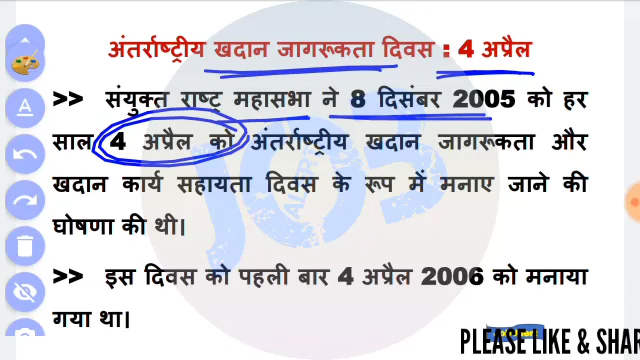 अंतर्राष्ट्रीय खदान जागरूकता दिवस : 4 अप्रैल
>> संयुक्त राष्ट्र महासभा ने 8 दिसंबर 2005 को हर
साल 4 अप्रैल को अंतर्राष्ट्रीय खदान जागरूकता और
खदान कार्य सहायता दिवस के रूप में मनाए जाने की
घोषणा की थी।
>> इस दिवस को पहली बार 4 अप्रैल 2006 को मनाया
गया था।
JOB
PLEASE LIKE & SHAR